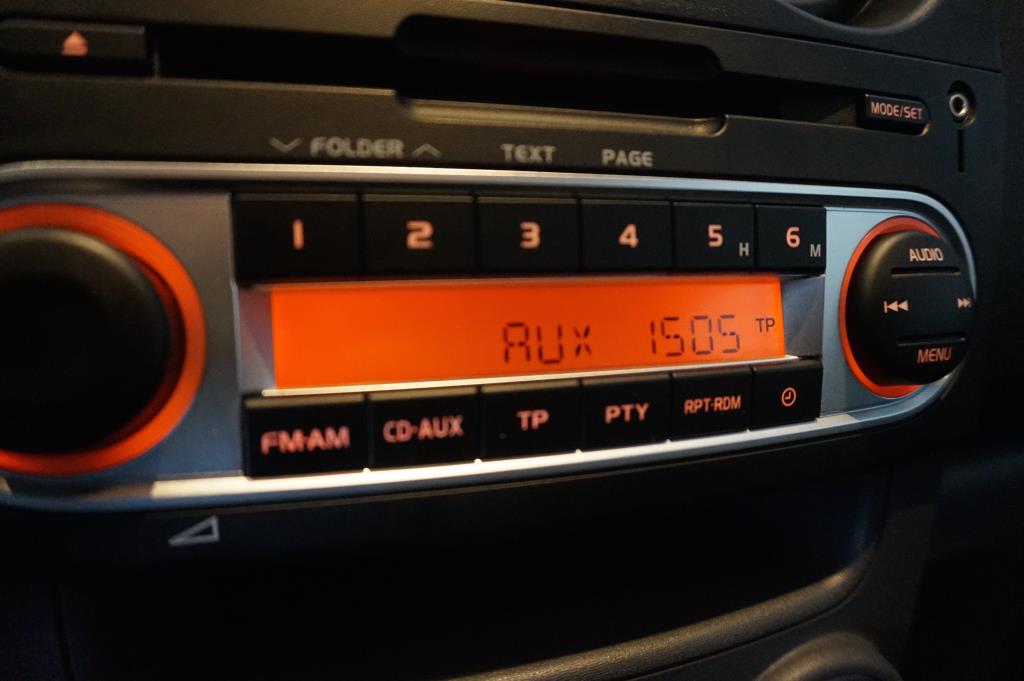 MODE/SET
FOLDER TEXT PAGE
1 2 3 4 5 H 6 M
AUDIO
AUX 1505 TP
MENU
FM·AM CD·AUX TP PTY RPT·RDM